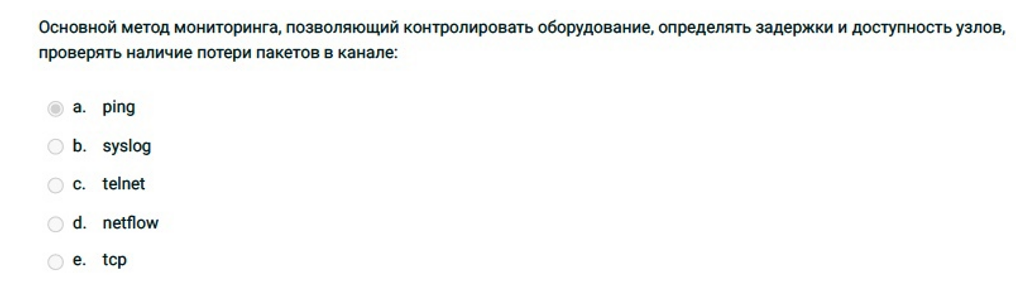 Основной метод мониторинга, позволяющий контролировать оборудование, определять задержки и доступность узлов,
проверять наличие потери пакетов в канале:
a. ping
b. syslog
c. telnet
d. netflow
e. tcp